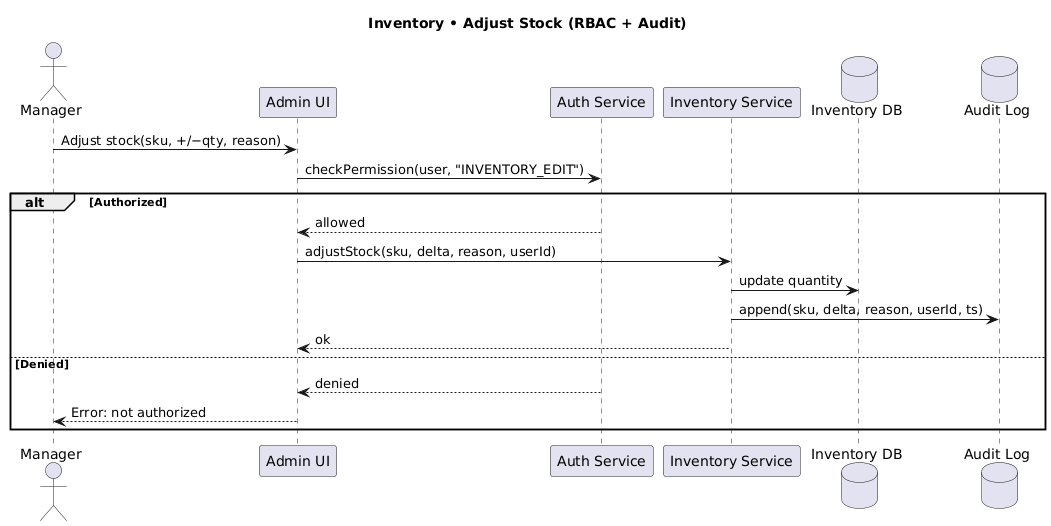 Inventory • Adjust Stock (RBAC + Audit)
Manager
Admin UI
Auth Service
Inventory Service
Inventory DB
Audit Log
Adjust stock(sku, +/−qty, reason)
checkPermission(user, "INVENTORY_EDIT")
alt
[Authorized]
allowed
adjustStock(sku, delta, reason, userId)
update quantity
append(sku, delta, reason, userId, ts)
ok
[Denied]
denied
Error: not authorized
Manager
Admin UI
Auth Service
Inventory Service
Inventory DB
Audit Log